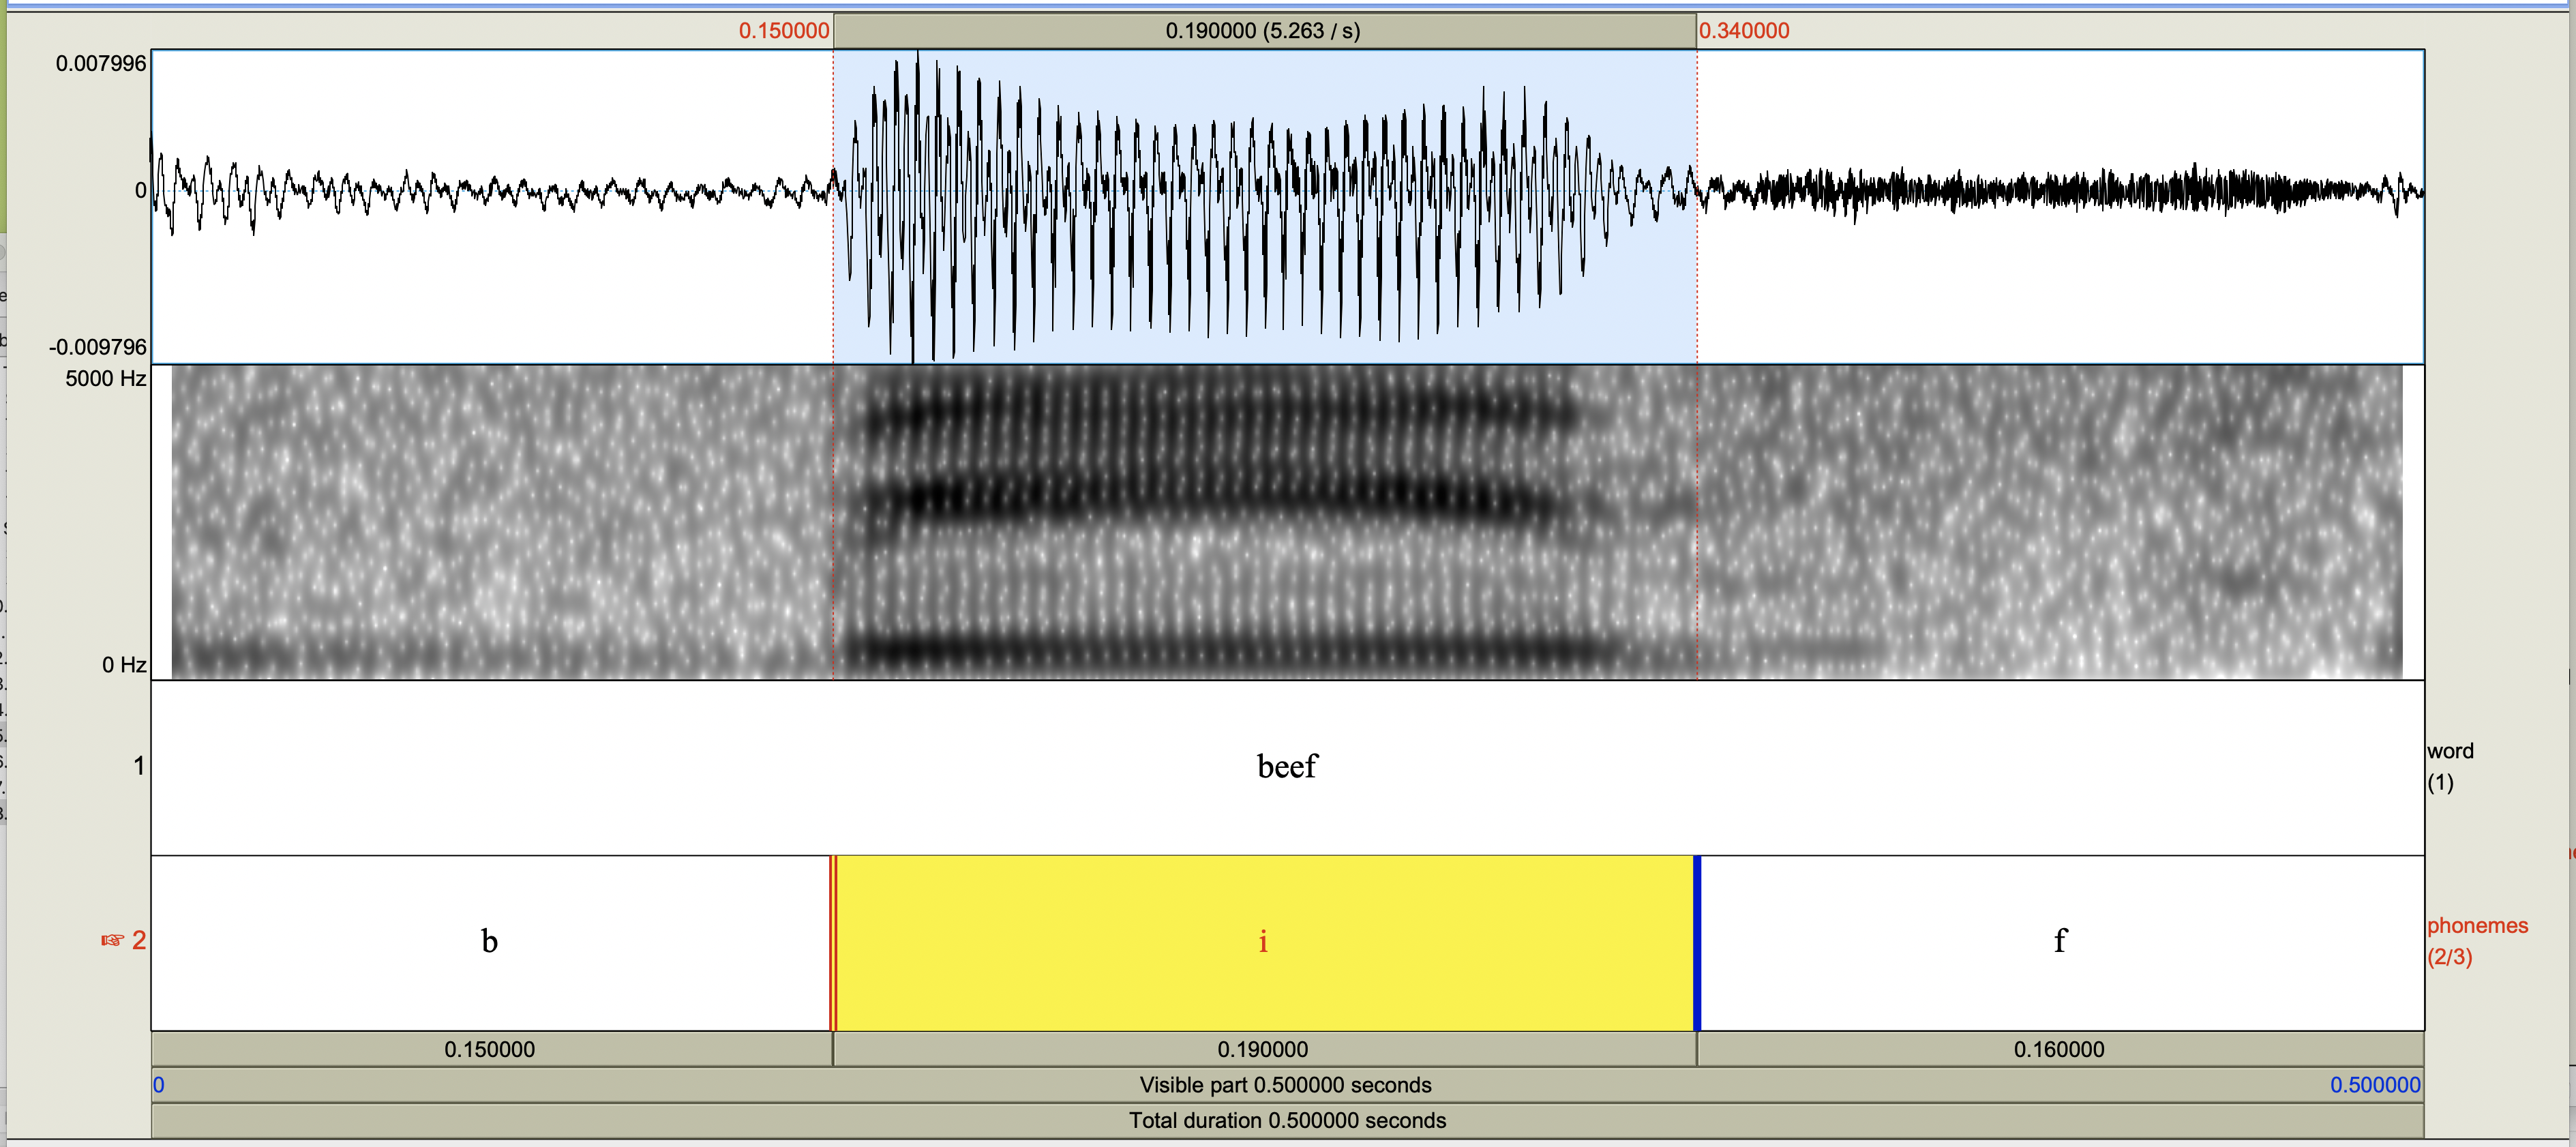 0.150000 0.190000 (5.263 / s) 0.340000
0.007996
0
-0.009796
5000 Hz
0 Hz
1 beef word
(1)
☞ 2 b i f phonemes
(2/3)
0.150000 0.190000 0.160000
0 Visible part 0.500000 seconds 0.500000
Total duration 0.500000 seconds